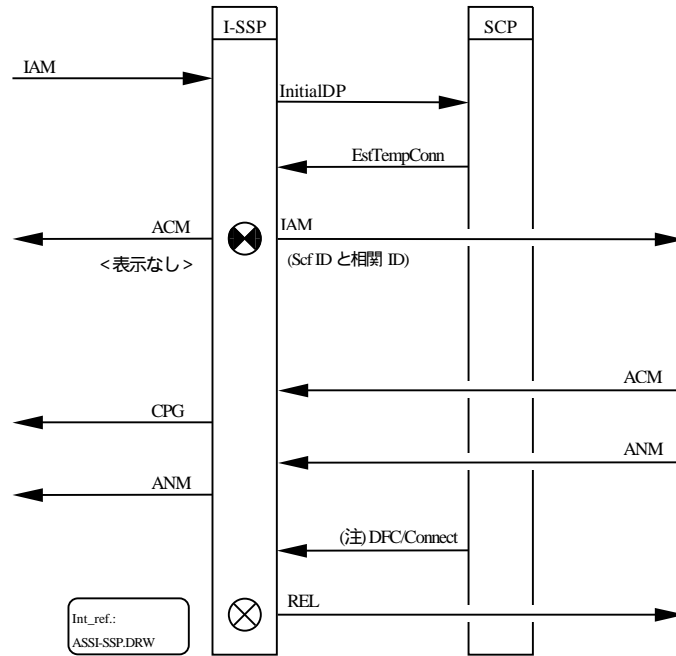 I-SSP
SCP
IAM
InitialDP
EstTempConn
ACM
IAM
<表示なし>
(Scf ID と相関 ID)
ACM
CPG
ANM
ANM
(注) DFC/Connect
REL
Int_ref.:
ASSI-SSP.DRW